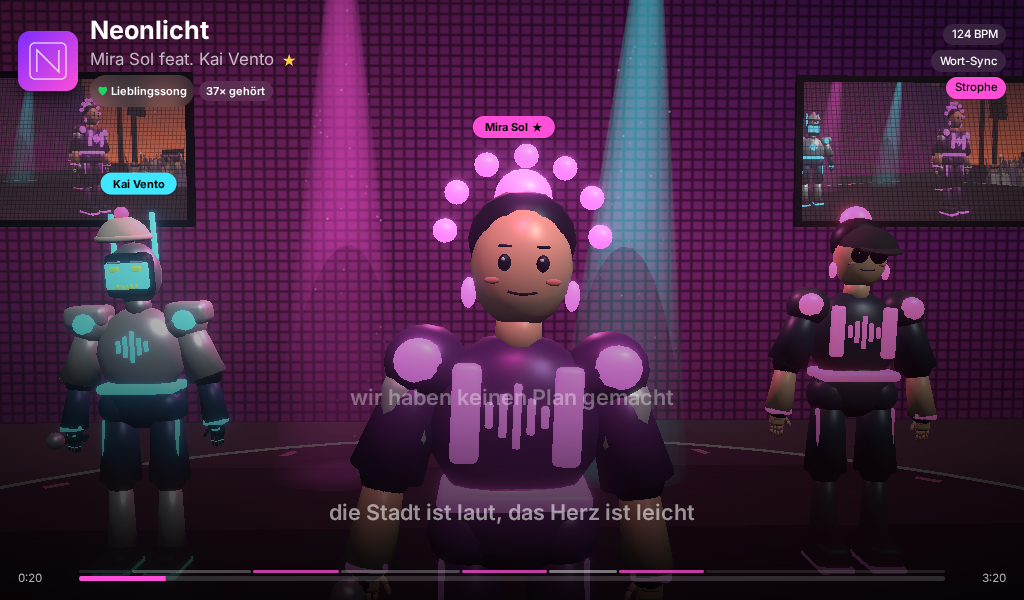 Neonlicht
Mira Sol feat. Kai Vento ★
Lieblingssong
37× gehört
124 BPM
Wort-Sync
Strophe
N
Mira Sol ★
Kai Vento
wir haben keinen Plan gemacht
die Stadt ist laut, das Herz ist leicht
0:20
3:20